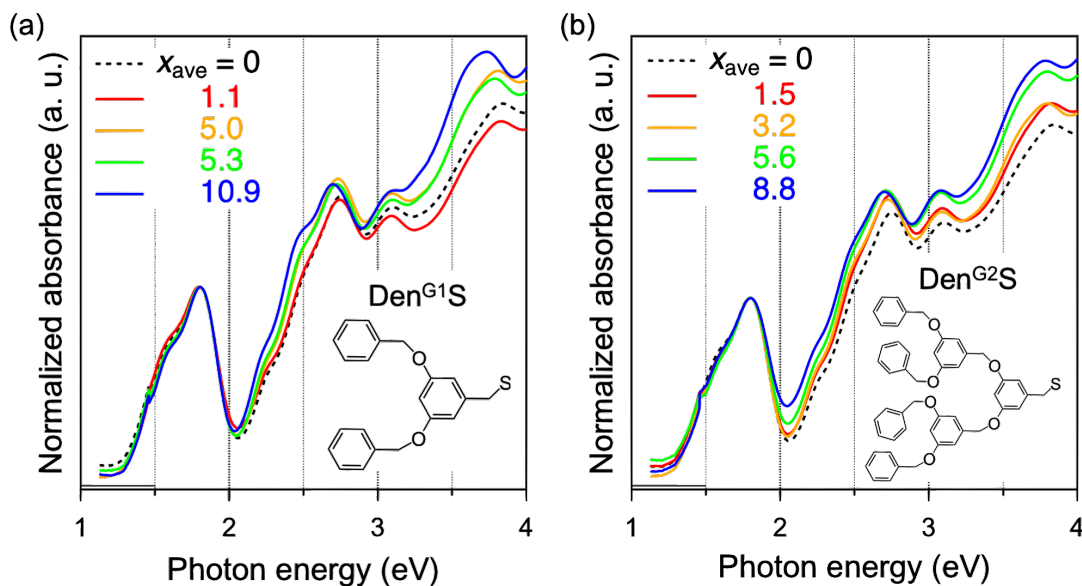 (a)
Normalized absorbance (a. u.)
x_ave = 0
1.1
5.0
5.3
10.9
Den^G1S
O
S
O
1 2 3 4
Photon energy (eV)
(b)
Normalized absorbance (a. u.)
x_ave = 0
1.5
3.2
5.6
8.8
Den^G2S
O
O
O
S
O
O
O
1 2 3 4
Photon energy (eV)